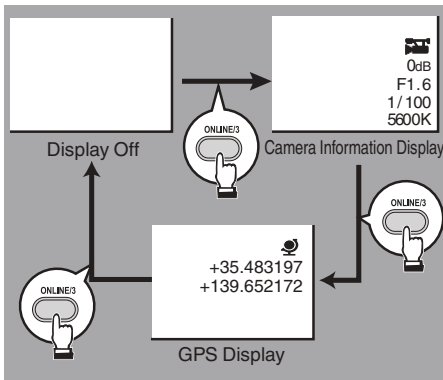 0dB
F1.6
1/100
5600K
Display Off
ONLINE/3
Camera Information Display
ONLINE/3
+35.483197
+139.652172
ONLINE/3
GPS Display